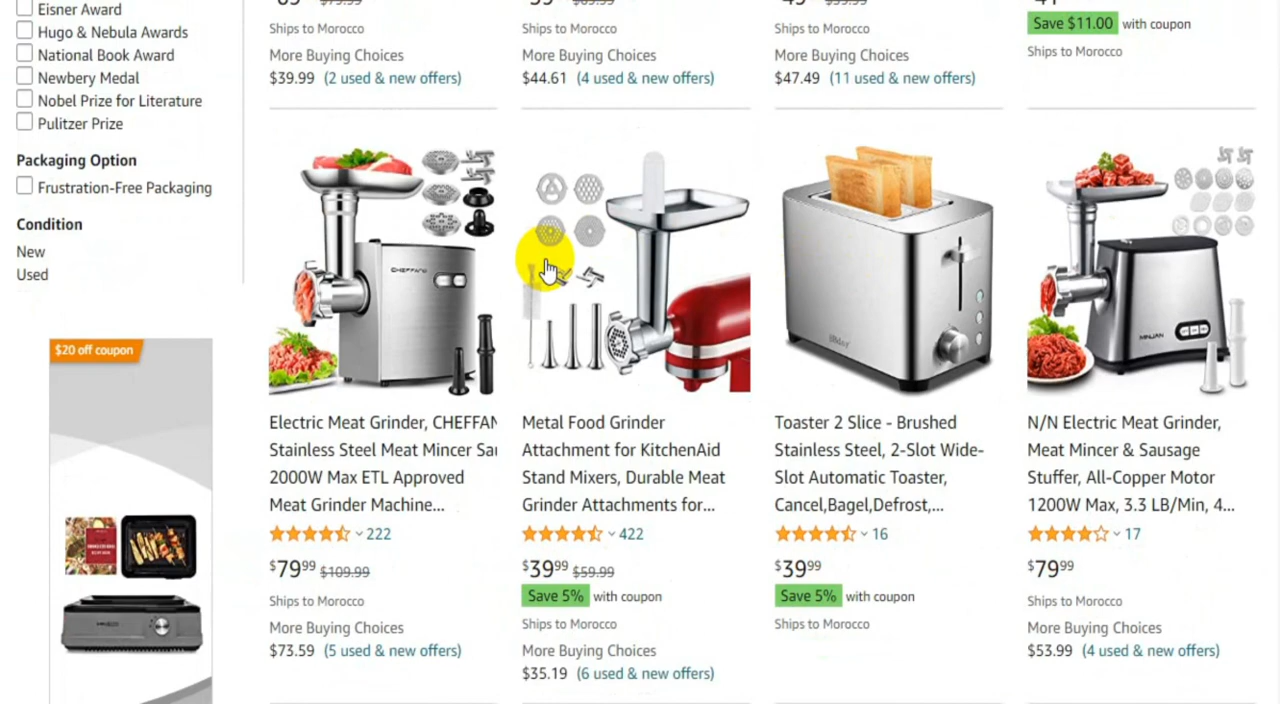 Eisner Award
Hugo & Nebula Awards
National Book Award
Newbery Medal
Nobel Prize for Literature
Pulitzer Prize
Packaging Option
Frustration-Free Packaging
Condition
New
Used
$20 off coupon
Ships to Morocco
More Buying Choices
$39.99 (2 used & new offers)
Ships to Morocco
More Buying Choices
$44.61 (4 used & new offers)
Ships to Morocco
More Buying Choices
$47.49 (11 used & new offers)
Save $11.00 with coupon
Ships to Morocco
CHEFFANO
Electric Meat Grinder, CHEFFAN
Stainless Steel Meat Mincer Sau
2000W Max ETL Approved
Meat Grinder Machine...
222
$79.99 $109.99
Ships to Morocco
More Buying Choices
$73.59 (5 used & new offers)
Metal Food Grinder
Attachment for KitchenAid
Stand Mixers, Durable Meat
Grinder Attachments for...
422
$39.99 $59.99
Save 5% with coupon
Ships to Morocco
More Buying Choices
$35.19 (6 used & new offers)
Toaster 2 Slice - Brushed
Stainless Steel, 2-Slot Wide-
Slot Automatic Toaster,
Cancel,Bagel,Defrost,...
16
$39.99
Save 5% with coupon
Ships to Morocco
MINJIAN
N/N Electric Meat Grinder,
Meat Mincer & Sausage
Stuffer, All-Copper Motor
1200W Max, 3.3 LB/Min, 4...
17
$79.99
Ships to Morocco
More Buying Choices
$53.99 (4 used & new offers)